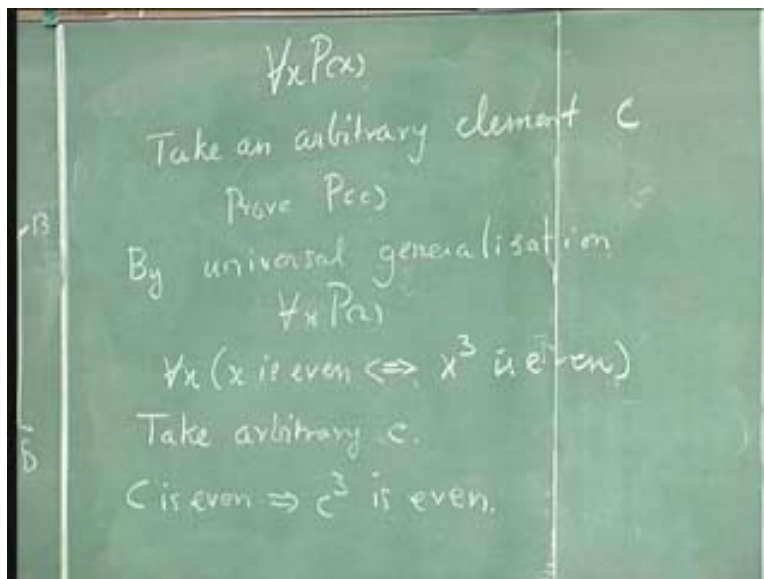 ∀x P(x)
Take an arbitrary element c
Prove P(c)
By universal generalisation
∀x P(x)
∀x (x is even <=> x³ is even)
Take arbitrary c.
C is even => c³ is even.
B